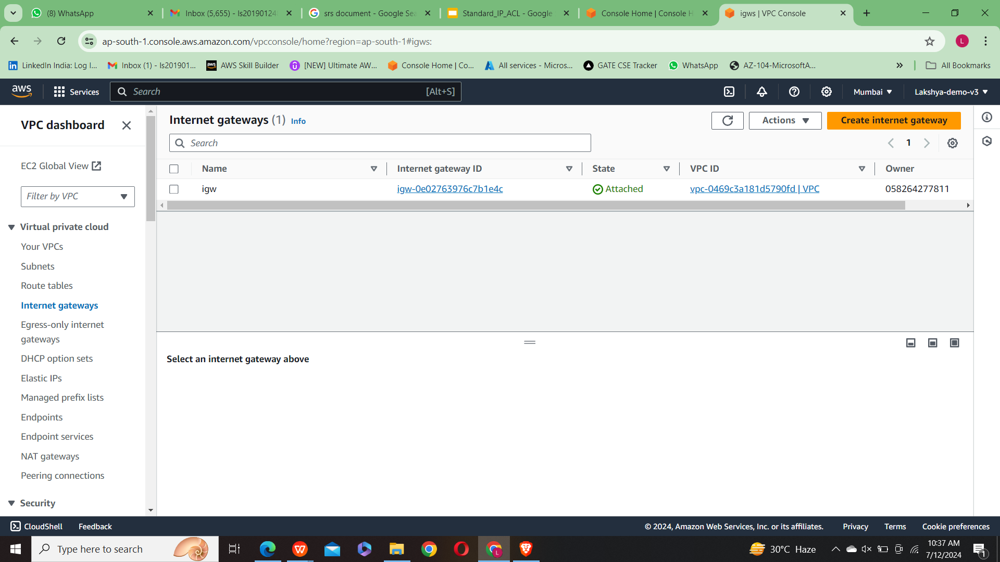 (8) WhatsApp
Inbox (5,655) - ls20190124
srs document - Google Sea
Standard_IP_ACL - Google
Console Home | Console H
igws | VPC Console
ap-south-1.console.aws.amazon.com/vpcconsole/home?region=ap-south-1#igws:
L
LinkedIn India: Log I...
Inbox (1) - ls201901...
aws
AWS Skill Builder
[NEW] Ultimate AW...
Console Home | Co...
All services - Micros...
GATE CSE Tracker
WhatsApp
AZ-104-MicrosoftA...
All Bookmarks
aws
Services
Search
[Alt+S]
Mumbai
Lakshya-demo-v3
VPC dashboard
EC2 Global View
Filter by VPC
Virtual private cloud
Your VPCs
Subnets
Route tables
Internet gateways
Egress-only internet
gateways
DHCP option sets
Elastic IPs
Managed prefix lists
Endpoints
Endpoint services
NAT gateways
Peering connections
Security
Internet gateways (1) Info
Actions
Create internet gateway
Search
1
Name
Internet gateway ID
State
VPC ID
Owner
igw
igw-0e02763976c7b1e4c
Attached
vpc-0469c3a181d5790fd | VPC
058264277811
Select an internet gateway above
CloudShell
Feedback
© 2024, Amazon Web Services, Inc. or its affiliates.
Privacy
Terms
Cookie preferences
Type here to search
L
30°C Haze
10:37 AM
7/12/2024
1